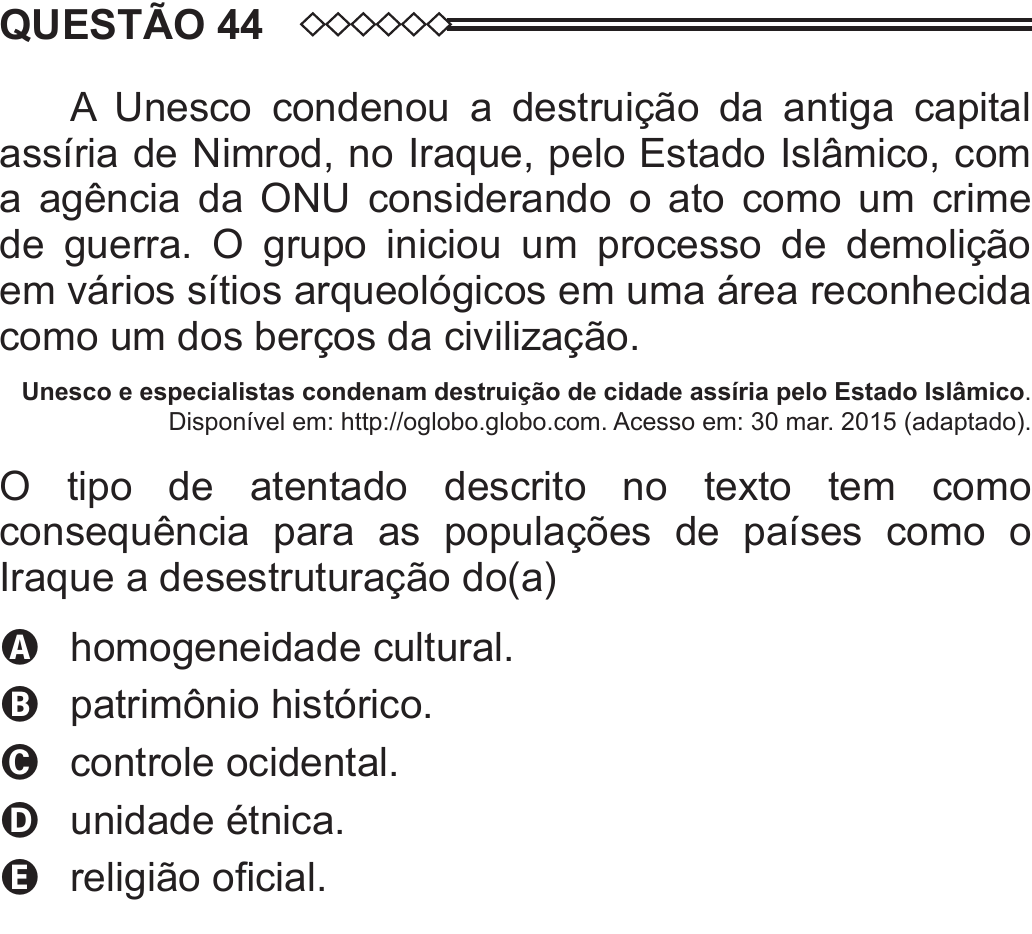 QUESTÃO 44
A Unesco condenou a destruição da antiga capital
assíria de Nimrod, no Iraque, pelo Estado Islâmico, com
a agência da ONU considerando o ato como um crime
de guerra. O grupo iniciou um processo de demolição
em vários sítios arqueológicos em uma área reconhecida
como um dos berços da civilização.
Unesco e especialistas condenam destruição de cidade assíria pelo Estado Islâmico.
Disponível em: http://oglobo.globo.com. Acesso em: 30 mar. 2015 (adaptado).
O tipo de atentado descrito no texto tem como
consequência para as populações de países como o
Iraque a desestruturação do(a)
A homogeneidade cultural.
B patrimônio histórico.
C controle ocidental.
D unidade étnica.
E religião oficial.